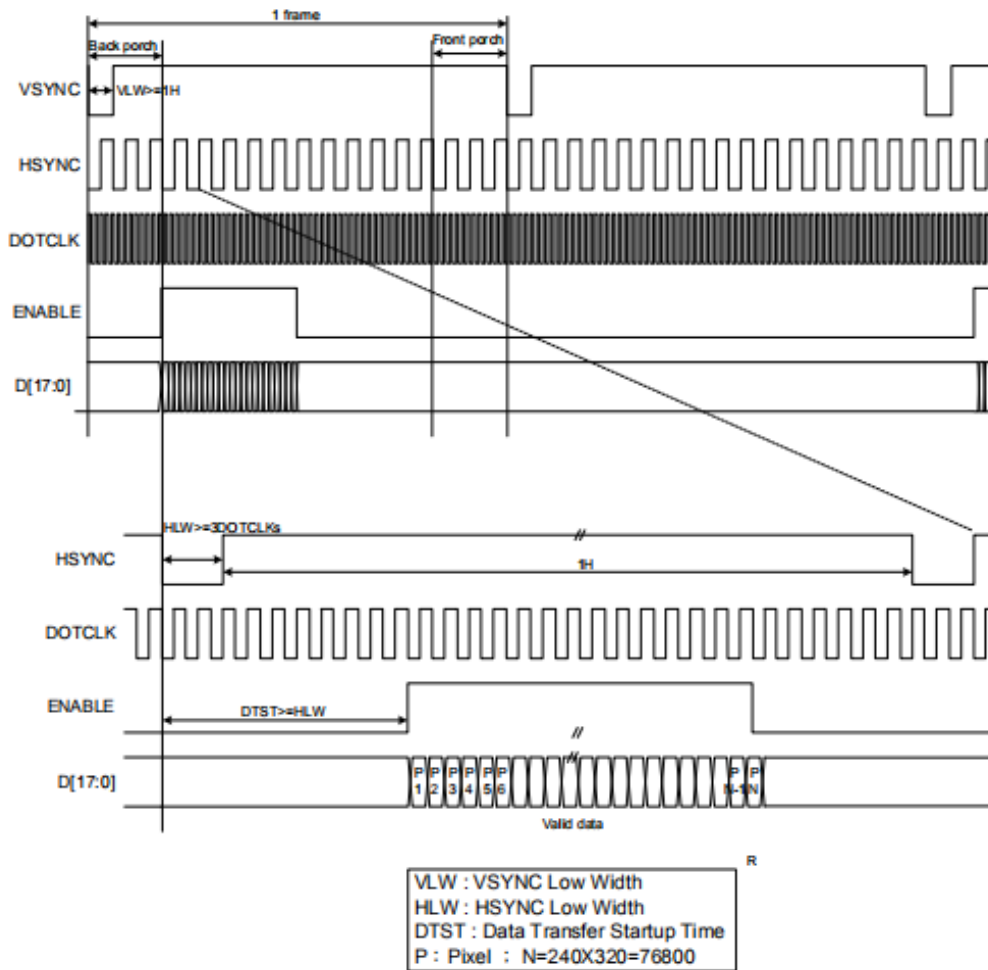 1 frame
Back porch
Front porch
VSYNC
VLW>=1H
HSYNC
DOTCLK
ENABLE
D[17:0]
HLW>=3DOTCLKs
HSYNC
//
1H
DOTCLK
ENABLE
DTST>=HLW
//
//
D[17:0]
P P P P P P P P
1 2 3 4 5 6 N-1 N
Valid data
R
VLW : VSYNC Low Width
HLW : HSYNC Low Width
DTST : Data Transfer Startup Time
P : Pixel : N=240X320=76800